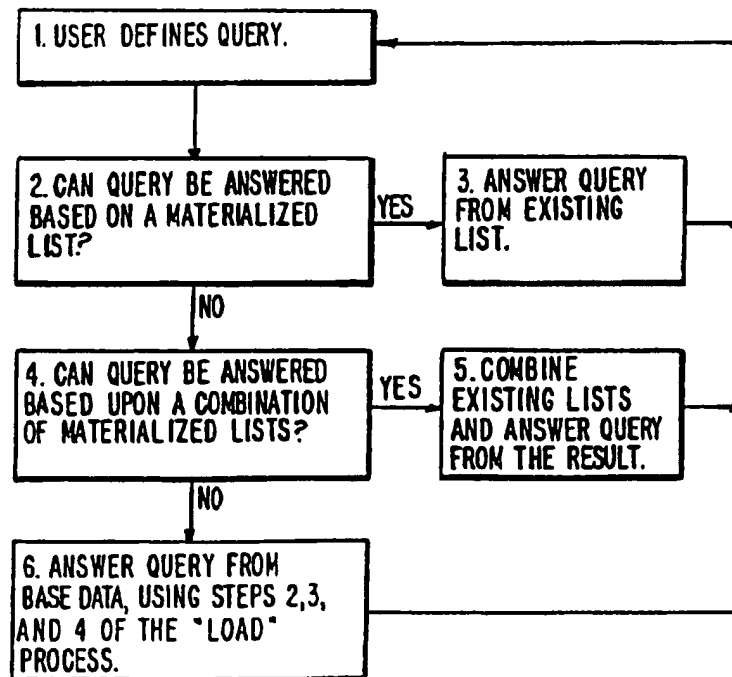 1. USER DEFINES QUERY.
2. CAN QUERY BE ANSWERED
BASED ON A MATERIALIZED
LIST?
YES
3. ANSWER QUERY
FROM EXISTING
LIST.
NO
4. CAN QUERY BE ANSWERED
BASED UPON A COMBINATION
OF MATERIALIZED LISTS?
YES
5. COMBINE
EXISTING LISTS
AND ANSWER QUERY
FROM THE RESULT.
NO
6. ANSWER QUERY FROM
BASE DATA, USING STEPS 2,3,
AND 4 OF THE "LOAD"
PROCESS.